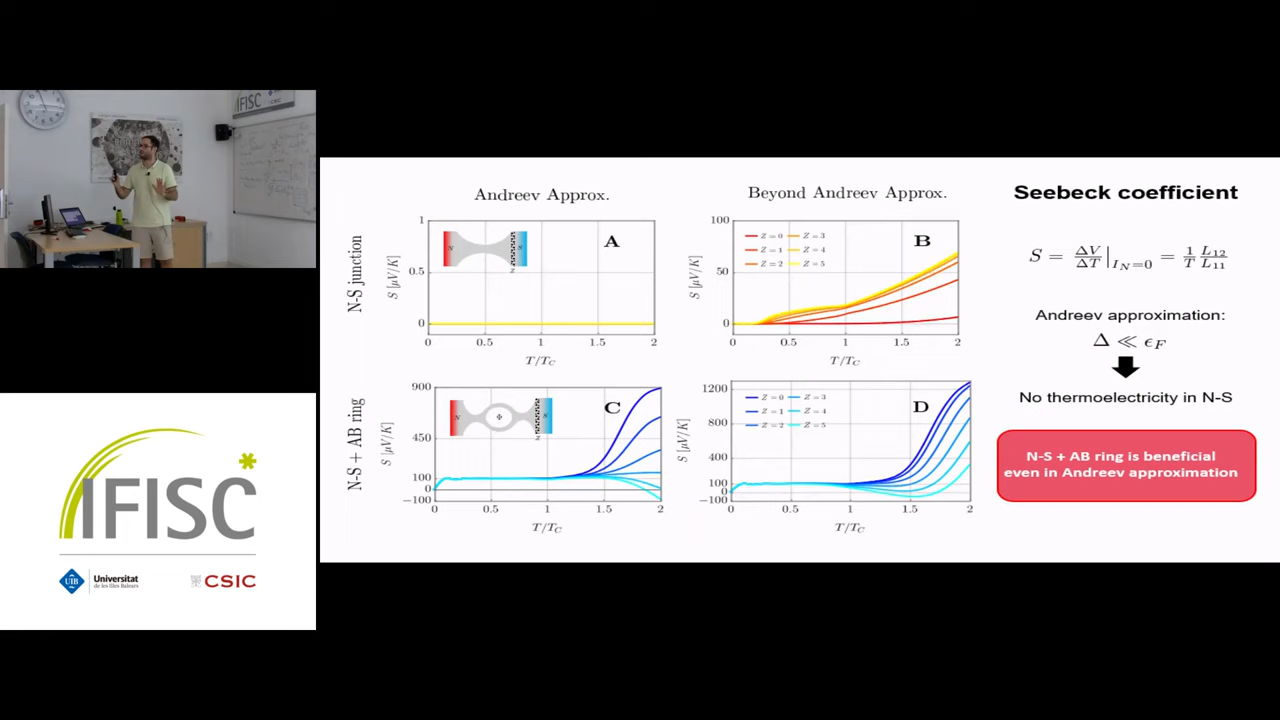 IFISC
CSIC
IFISC
UIB
Universitat
de les Illes Balears
CSIC
Andreev Approx.
Beyond Andreev Approx.
Seebeck coefficient
N-S junction
S [μV/K]
1
0.5
0
A
N
S
Z
0 0.5 1 1.5 2
T/T_C
S [μV/K]
100
50
0
Z=0 Z=3
Z=1 Z=4
Z=2 Z=5
B
0 0.5 1 1.5 2
T/T_C
S = ΔV/ΔT |_{I_N=0} = 1/T L_12/L_11
Andreev approximation:
Δ ≪ ϵ_F
No thermoelectricity in N-S
N-S + AB ring is beneficial
even in Andreev approximation
N-S + AB ring
S [μV/K]
900
450
100
0
−100
C
N
S
Z
0 0.5 1 1.5 2
T/T_C
S [μV/K]
1200
800
400
100
−100
Z=0 Z=3
Z=1 Z=4
Z=2 Z=5
D
0 0.5 1 1.5 2
T/T_C